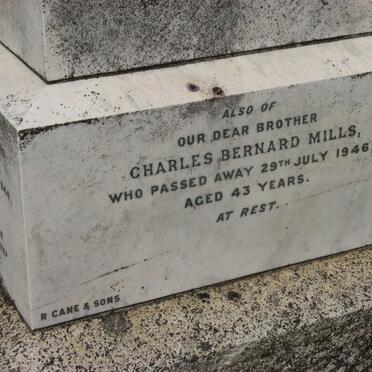 ALSO OF
OUR DEAR BROTHER
CHARLES BERNARD MILLS,
WHO PASSED AWAY 29TH JULY 1946
AGED 43 YEARS.
AT REST.
R CANE & SONS